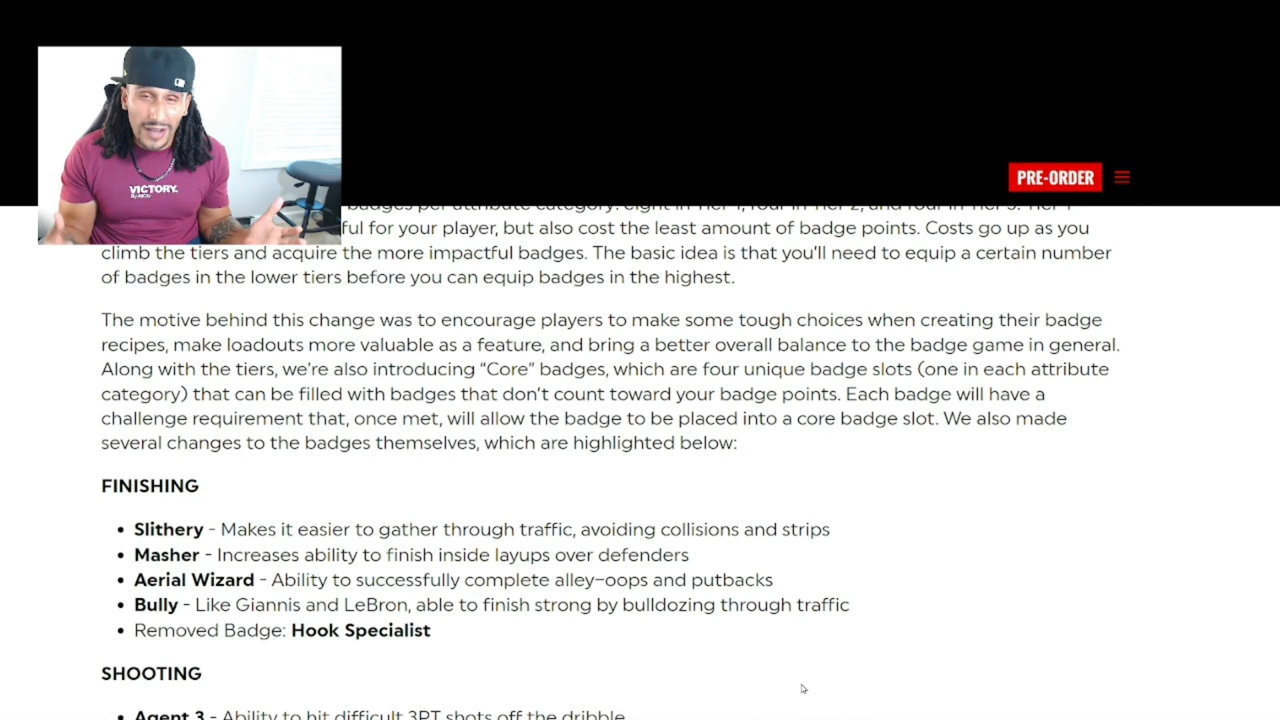 PRE-ORDER
VICTORY.
badges per attribute category: eight in Tier 1, four in Tier 2, and four in Tier 3. Tier 1
ful for your player, but also cost the least amount of badge points. Costs go up as you
climb the tiers and acquire the more impactful badges. The basic idea is that you’ll need to equip a certain number
of badges in the lower tiers before you can equip badges in the highest.
The motive behind this change was to encourage players to make some tough choices when creating their badge
recipes, make loadouts more valuable as a feature, and bring a better overall balance to the badge game in general.
Along with the tiers, we’re also introducing “Core” badges, which are four unique badge slots (one in each attribute
category) that can be filled with badges that don’t count toward your badge points. Each badge will have a
challenge requirement that, once met, will allow the badge to be placed into a core badge slot. We also made
several changes to the badges themselves, which are highlighted below:
FINISHING
• Slithery - Makes it easier to gather through traffic, avoiding collisions and strips
• Masher - Increases ability to finish inside layups over defenders
• Aerial Wizard - Ability to successfully complete alley-oops and putbacks
• Bully - Like Giannis and LeBron, able to finish strong by bulldozing through traffic
• Removed Badge: Hook Specialist
SHOOTING
• Agent 3 - Ability to hit difficult 3PT shots off the dribble